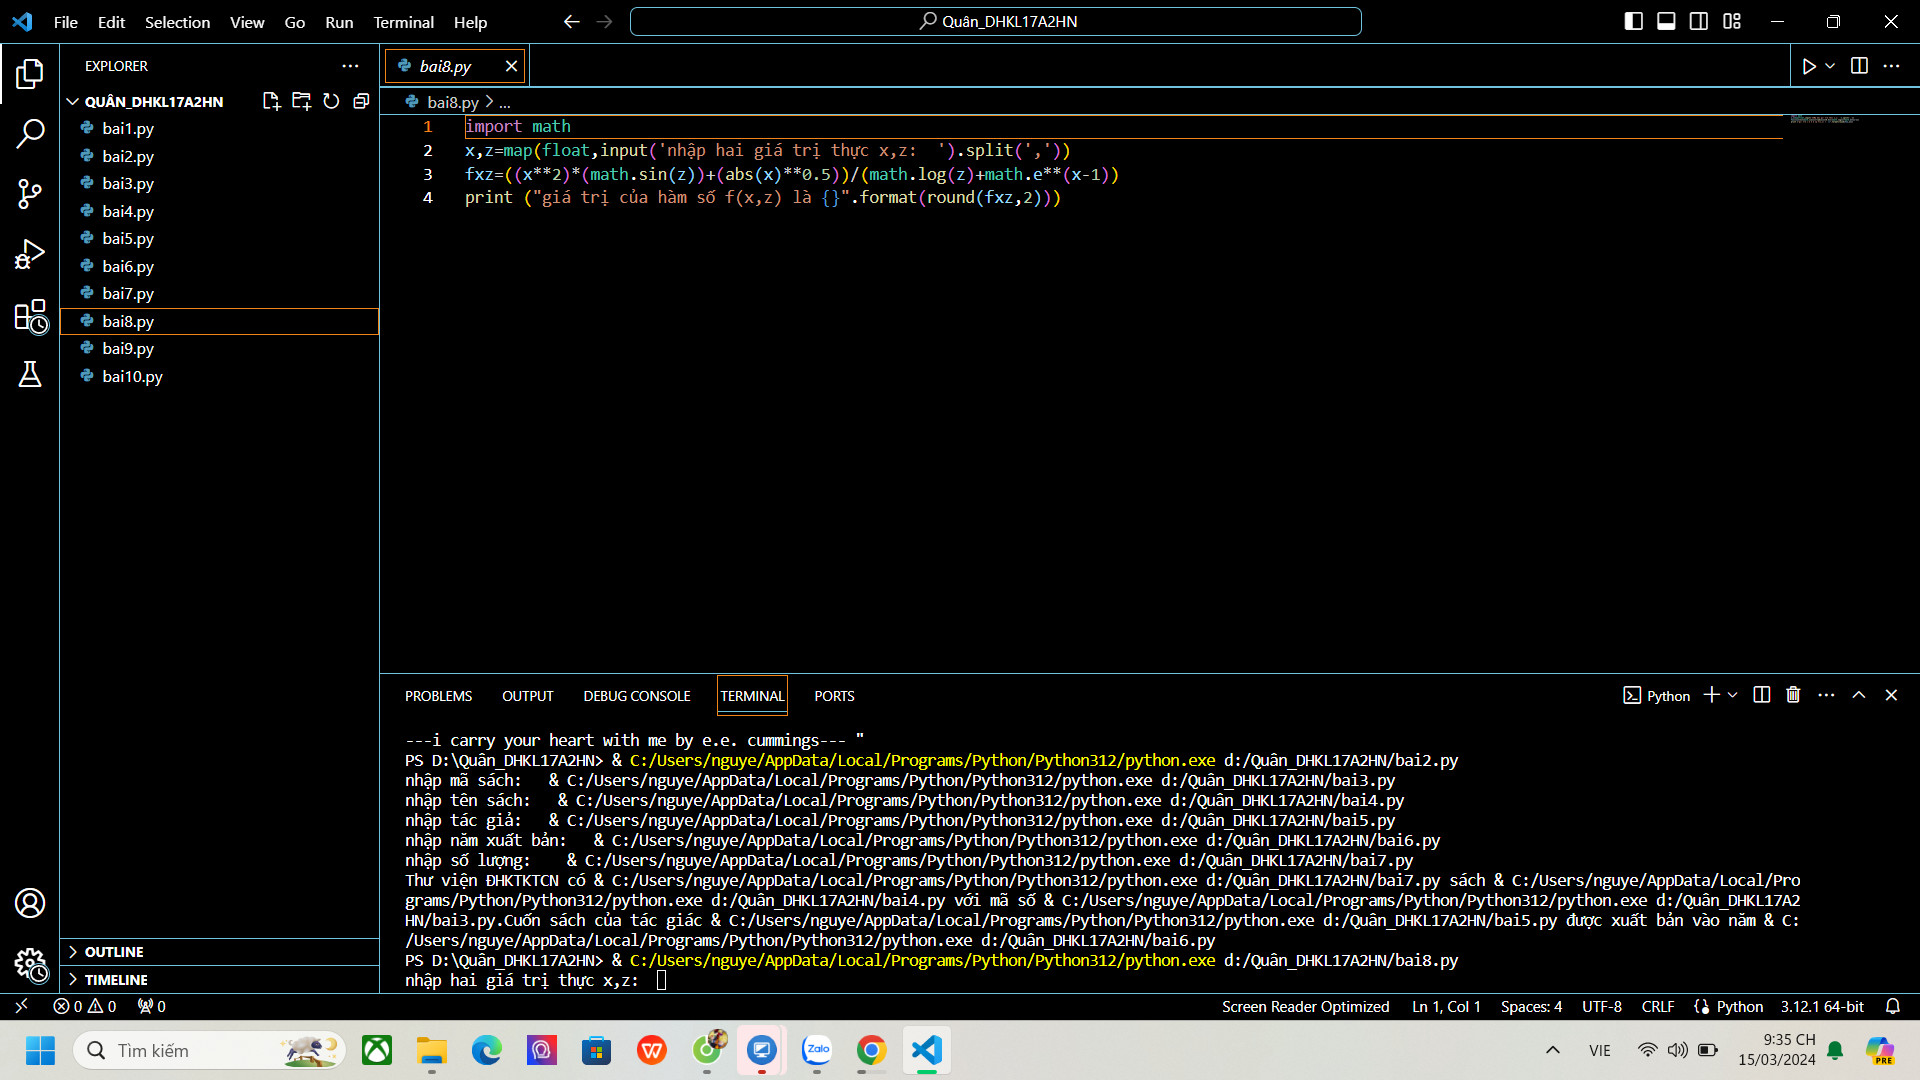 File Edit Selection View Go Run Terminal Help
Quân_DHKL17A2HN
EXPLORER
QUÂN_DHKL17A2HN
bai1.py
bai2.py
bai3.py
bai4.py
bai5.py
bai6.py
bai7.py
bai8.py
bai9.py
bai10.py
OUTLINE
TIMELINE
bai8.py
bai8.py > ...
1 import math
2 x,z=map(float,input('nhập hai giá trị thực x,z:  ').split(','))
3 fxz=((x**2)*(math.sin(z))+(abs(x)**0.5))/(math.log(z)+math.e**(x-1))
4 print ("giá trị của hàm số f(x,z) là {}".format(round(fxz,2)))
PROBLEMS OUTPUT DEBUG CONSOLE TERMINAL PORTS
Python
---i carry your heart with me by e.e. cummings--- "
PS D:\Quân_DHKL17A2HN> & C:/Users/nguye/AppData/Local/Programs/Python/Python312/python.exe d:/Quân_DHKL17A2HN/bai2.py
nhập mã sách:   & C:/Users/nguye/AppData/Local/Programs/Python/Python312/python.exe d:/Quân_DHKL17A2HN/bai3.py
nhập tên sách:   & C:/Users/nguye/AppData/Local/Programs/Python/Python312/python.exe d:/Quân_DHKL17A2HN/bai4.py
nhập tác giả:   & C:/Users/nguye/AppData/Local/Programs/Python/Python312/python.exe d:/Quân_DHKL17A2HN/bai5.py
nhập năm xuất bản:   & C:/Users/nguye/AppData/Local/Programs/Python/Python312/python.exe d:/Quân_DHKL17A2HN/bai6.py
nhập số lượng:    & C:/Users/nguye/AppData/Local/Programs/Python/Python312/python.exe d:/Quân_DHKL17A2HN/bai7.py
Thư viện ĐHKTKTCN có & C:/Users/nguye/AppData/Local/Programs/Python/Python312/python.exe d:/Quân_DHKL17A2HN/bai7.py sách & C:/Users/nguye/AppData/Local/Pro
grams/Python/Python312/python.exe d:/Quân_DHKL17A2HN/bai4.py với mã số & C:/Users/nguye/AppData/Local/Programs/Python/Python312/python.exe d:/Quân_DHKL17A2
HN/bai3.py.Cuốn sách của tác giác & C:/Users/nguye/AppData/Local/Programs/Python/Python312/python.exe d:/Quân_DHKL17A2HN/bai5.py được xuất bản vào năm & C:
/Users/nguye/AppData/Local/Programs/Python/Python312/python.exe d:/Quân_DHKL17A2HN/bai6.py
PS D:\Quân_DHKL17A2HN> & C:/Users/nguye/AppData/Local/Programs/Python/Python312/python.exe d:/Quân_DHKL17A2HN/bai8.py
nhập hai giá trị thực x,z:
0 0 0 Screen Reader Optimized Ln 1, Col 1 Spaces: 4 UTF-8 CRLF Python 3.12.1 64-bit
Tìm kiếm
Zalo
VIE
9:35 CH
15/03/2024
PRE